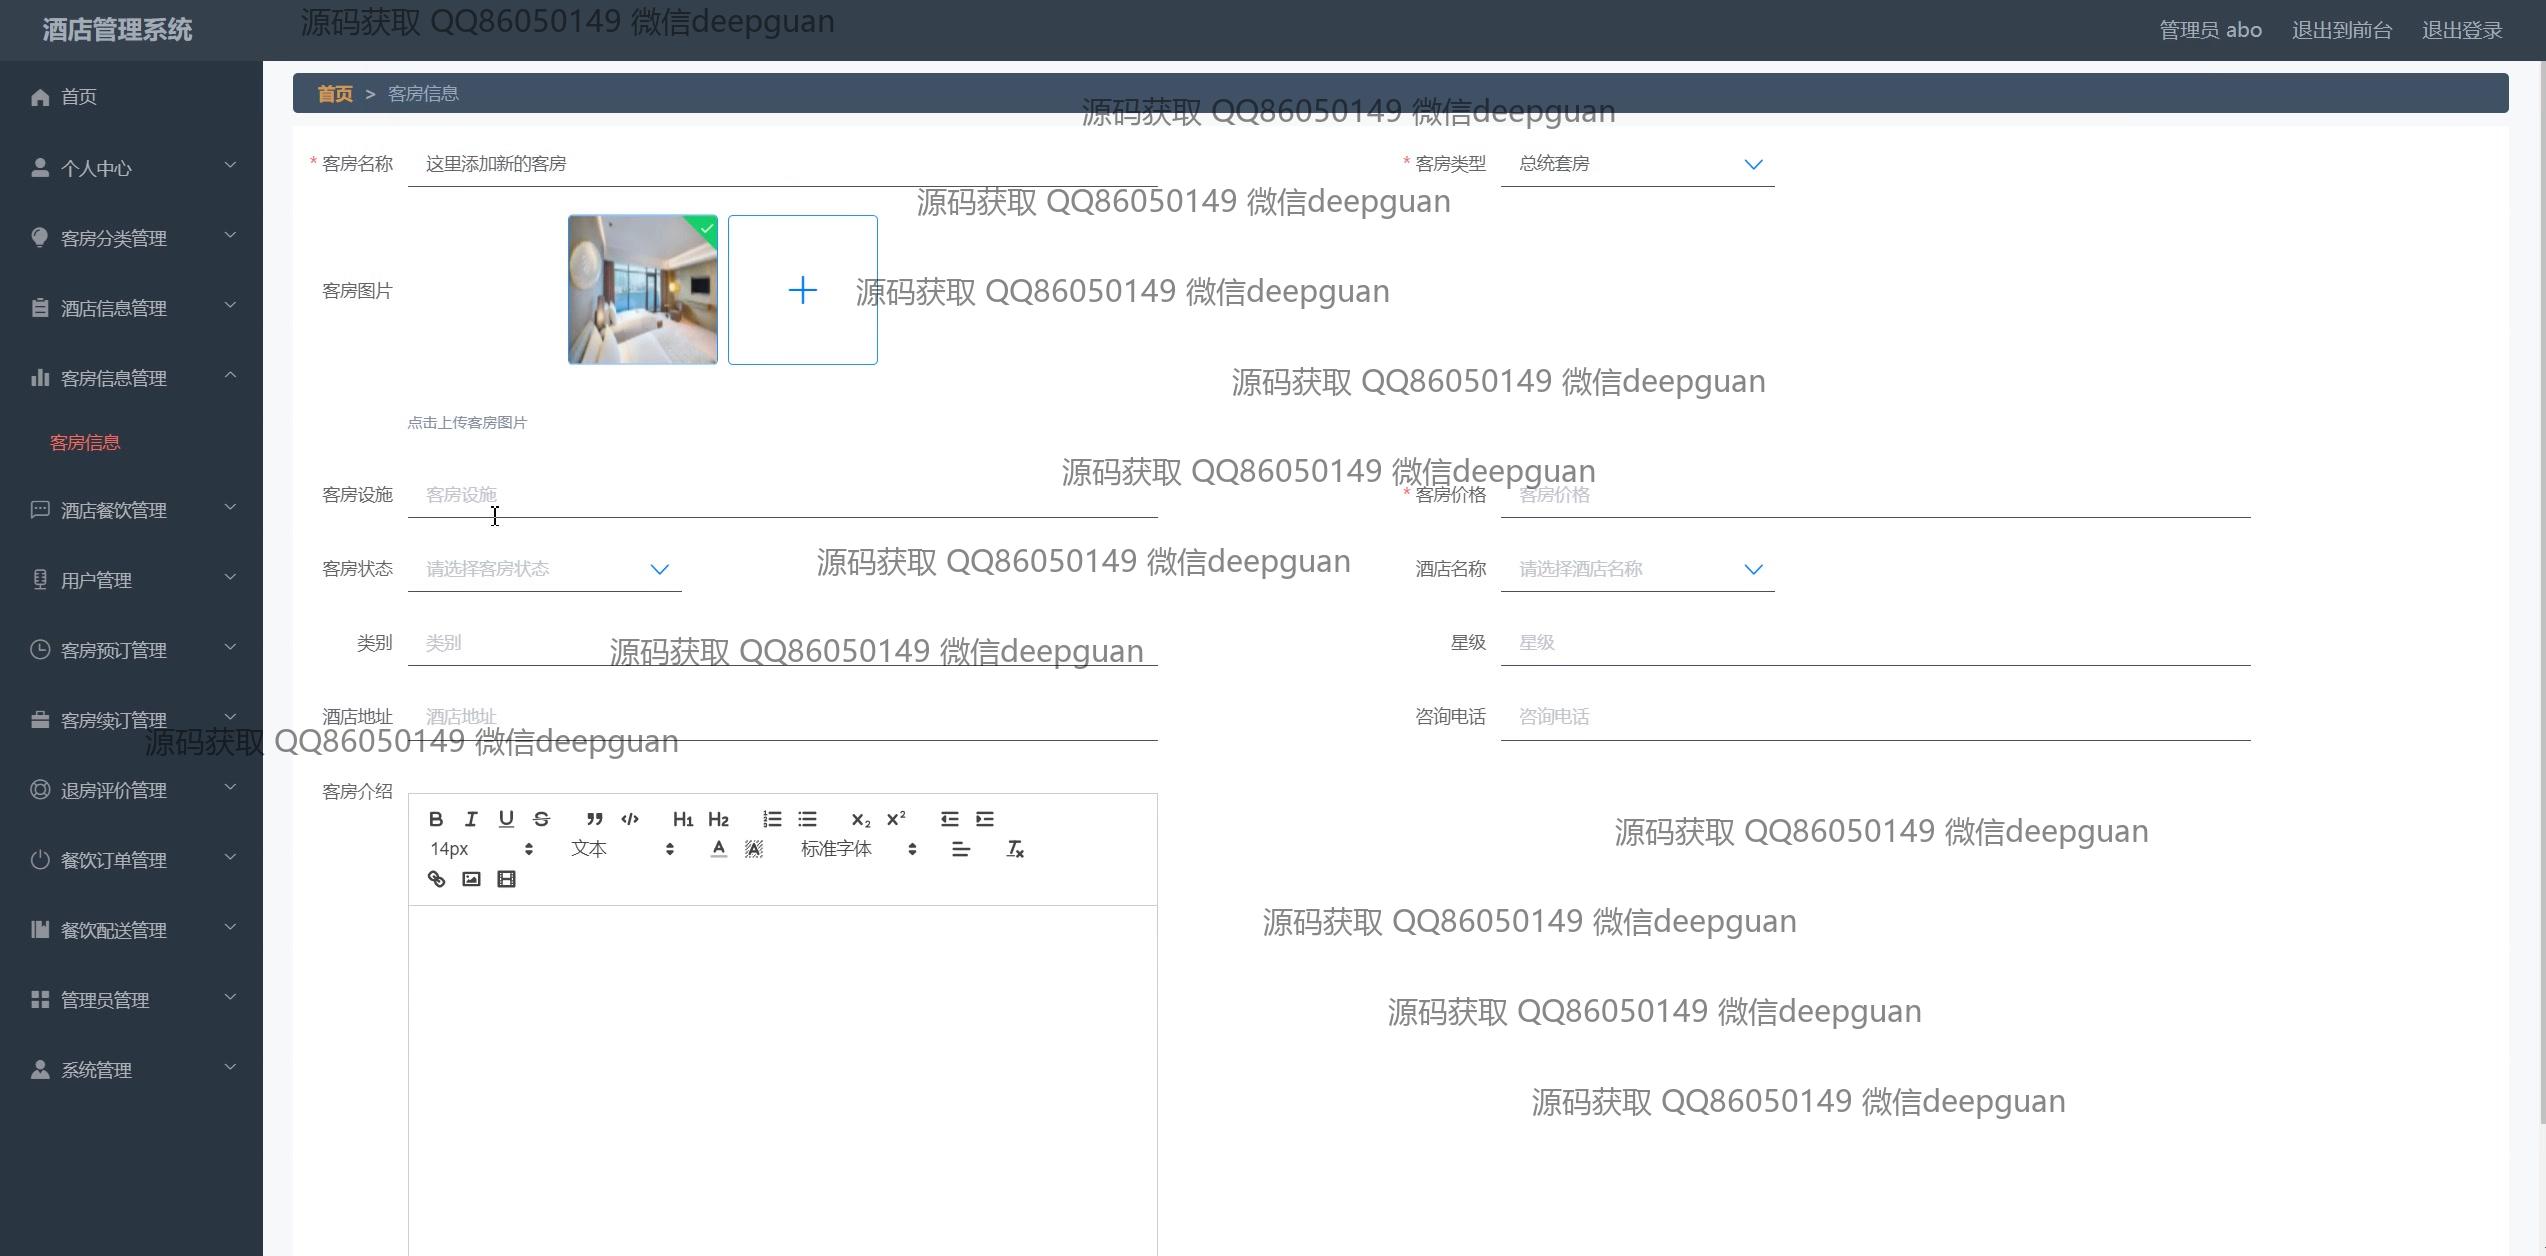 酒店管理系统
源码获取 QQ86050149 微信deepguan
管理员 abo
退出到前台
退出登录
首页
个人中心
客房分类管理
酒店信息管理
客房信息管理
客房信息
酒店餐饮管理
用户管理
客房预订管理
客房续订管理
退房评价管理
餐饮订单管理
餐饮配送管理
管理员管理
系统管理
首页 > 客房信息
源码获取 QQ86050149 微信deepguan
* 客房名称 这里添加新的客房
* 客房类型 总统套房
源码获取 QQ86050149 微信deepguan
客房图片
源码获取 QQ86050149 微信deepguan
源码获取 QQ86050149 微信deepguan
点击上传客房图片
源码获取 QQ86050149 微信deepguan
客房设施 客房设施
* 客房价格 客房价格
源码获取 QQ86050149 微信deepguan
客房状态 请选择客房状态
酒店名称 请选择酒店名称
类别 类别
源码获取 QQ86050149 微信deepguan
星级 星级
酒店地址 酒店地址
咨询电话 咨询电话
源码获取 QQ86050149 微信deepguan
客房介绍
B I U S H1 H2 x2 x2
14px 文本 A A 标准字体 Tx
源码获取 QQ86050149 微信deepguan
源码获取 QQ86050149 微信deepguan
源码获取 QQ86050149 微信deepguan
源码获取 QQ86050149 微信deepguan